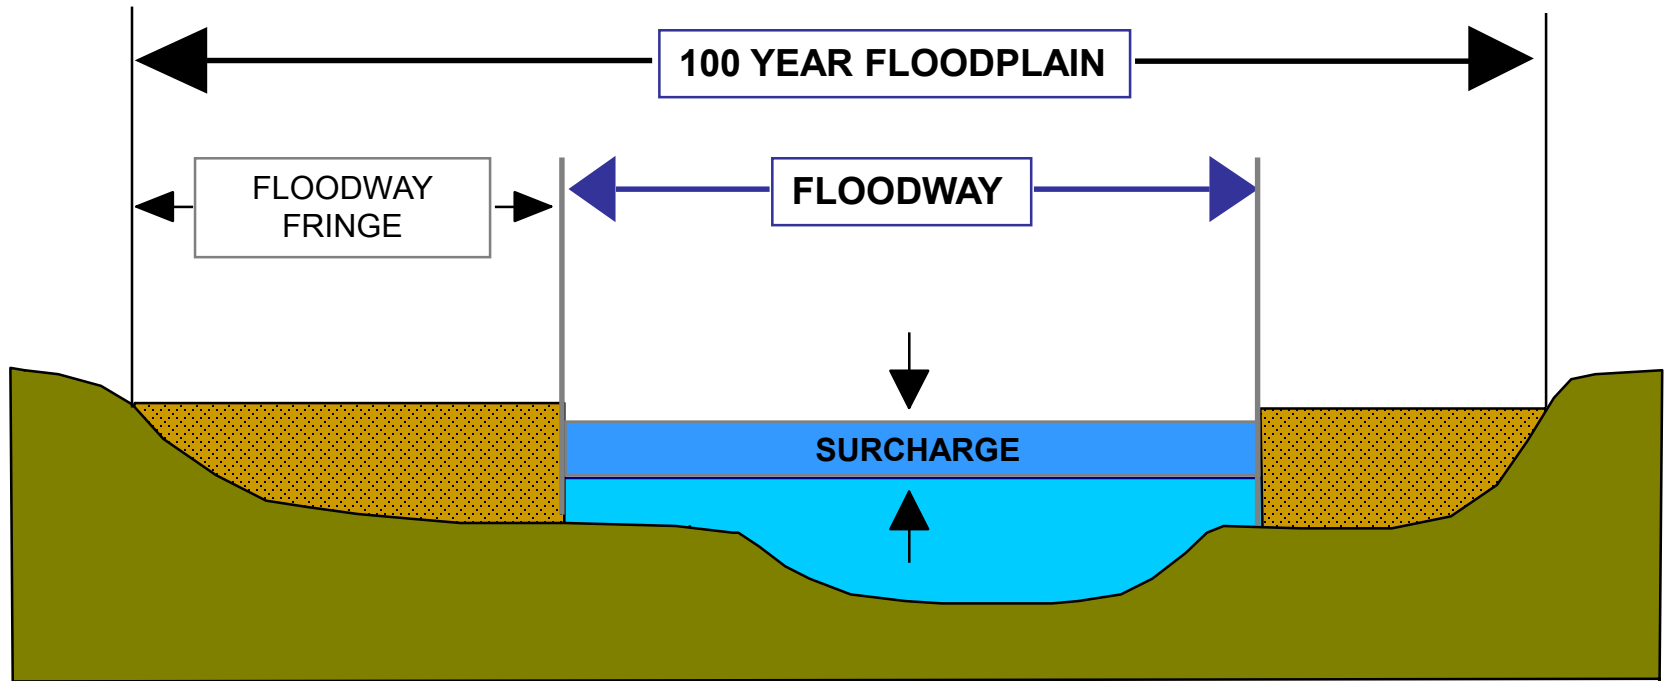 100 YEAR FLOODPLAIN
FLOODWAY
FRINGE
FLOODWAY
SURCHARGE